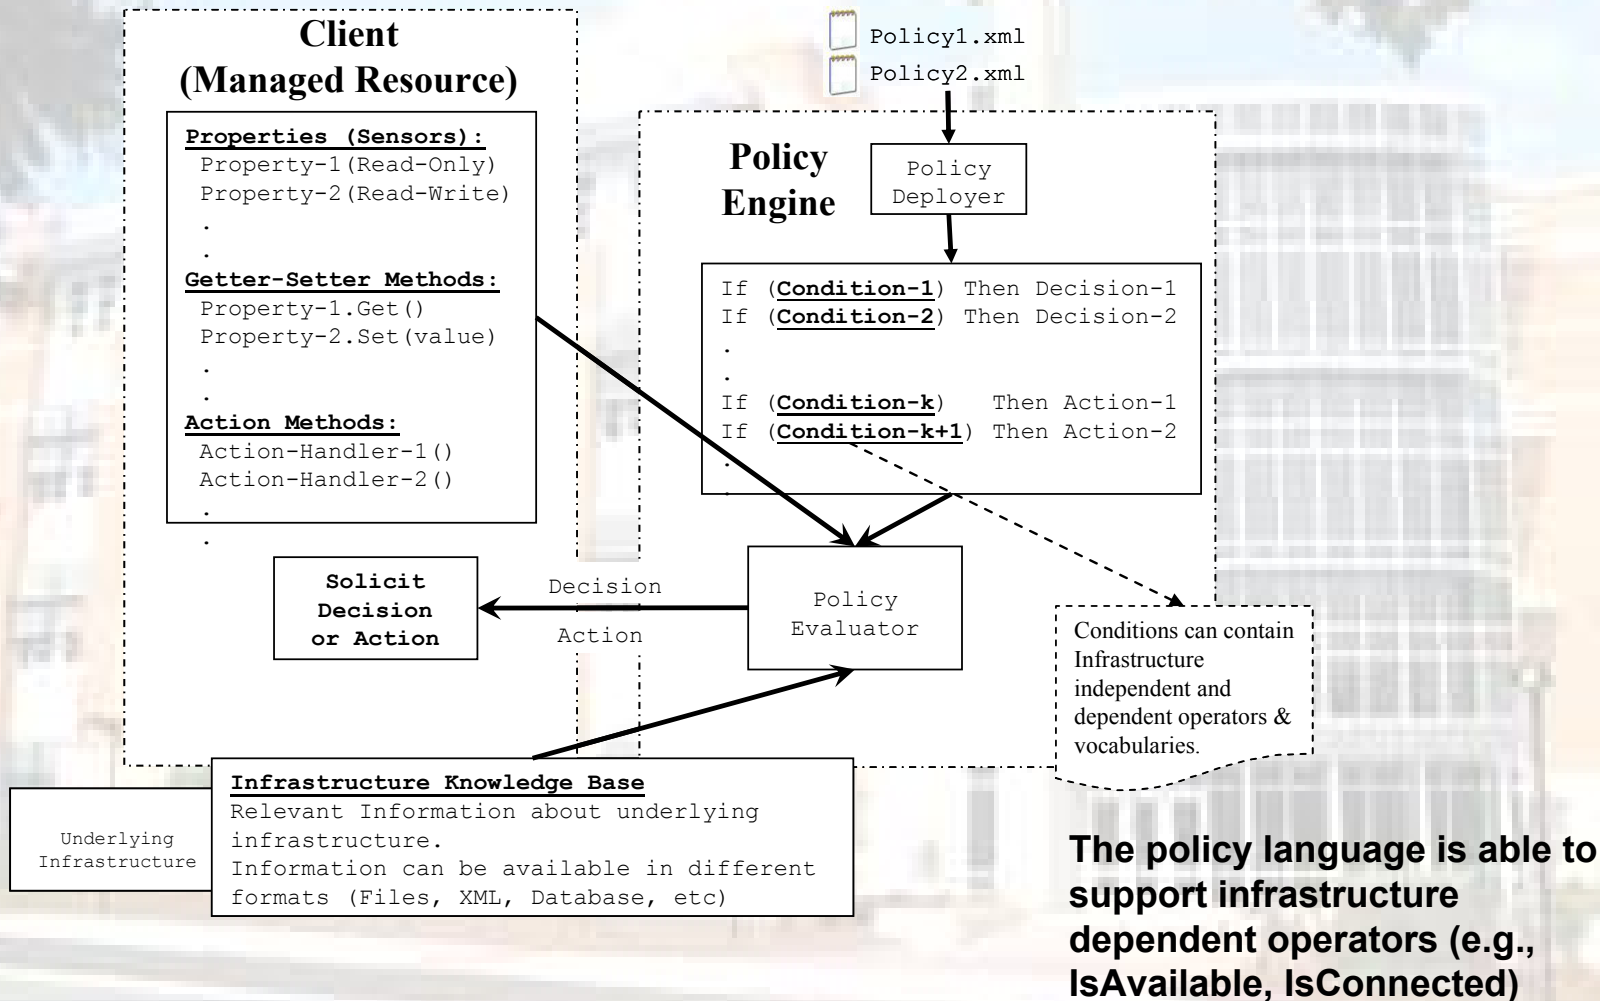 Client
(Managed Resource)
Properties (Sensors):
Property-1(Read-Only)
Property-2(Read-Write)
.
.
Getter-Setter Methods:
Property-1.Get()
Property-2.Set(value)
.
.
Action Methods:
Action-Handler-1()
Action-Handler-2()
.
.
Policy1.xml
Policy2.xml
Policy
Engine
Policy
Deployer
If (Condition-1) Then Decision-1
If (Condition-2) Then Decision-2
.
.
If (Condition-k) Then Action-1
If (Condition-k+1) Then Action-2
.
.
Solicit
Decision
or Action
Decision
Action
Policy
Evaluator
Conditions can contain
Infrastructure
independent and
dependent operators &
vocabularies.
Underlying
Infrastructure
Infrastructure Knowledge Base
Relevant Information about underlying
infrastructure.
Information can be available in different
formats (Files, XML, Database, etc)
The policy language is able to
support infrastructure
dependent operators (e.g.,
IsAvailable, IsConnected)